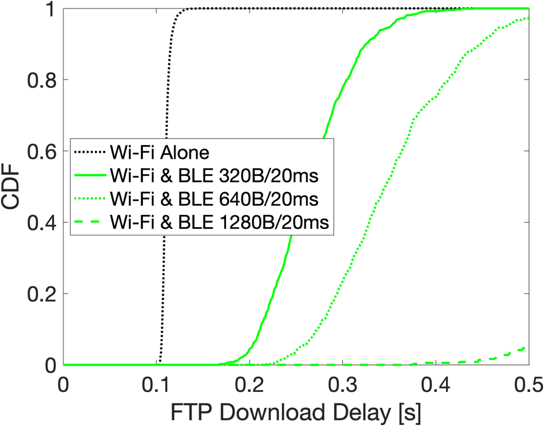 1
0.8
0.6
0.4
0.2
0
CDF
Wi-Fi Alone
Wi-Fi & BLE 320B/20ms
Wi-Fi & BLE 640B/20ms
Wi-Fi & BLE 1280B/20ms
0 0.1 0.2 0.3 0.4 0.5
FTP Download Delay [s]